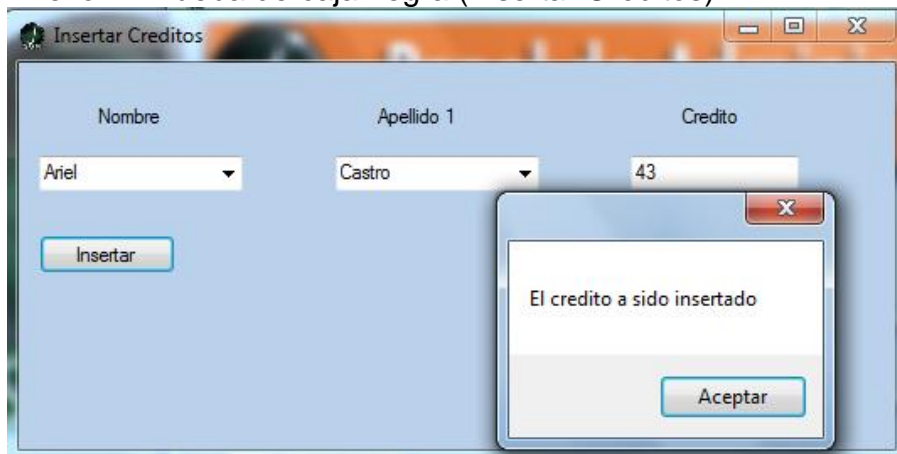 Insertar Creditos
Nombre Apellido 1 Credito
Ariel Castro 43
Insertar
El credito a sido insertado
Aceptar